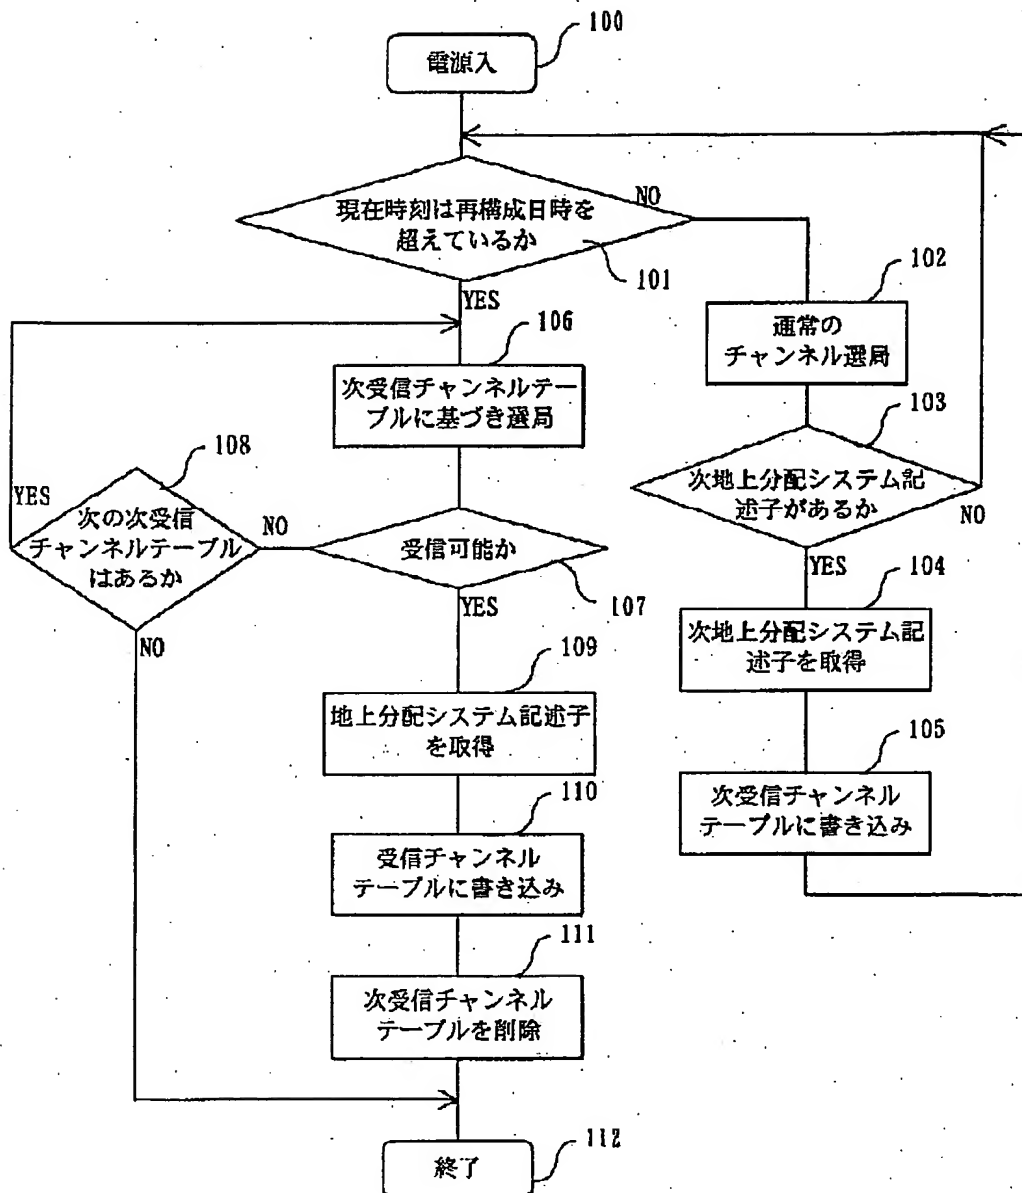 100
電源入
現在時刻は再構成日時を
超えているか
NO
101
YES
102
通常の
チャンネル選局
106
次受信チャンネルテー
ブルに基づき選局
103
次地上分配システム記
述子があるか
NO
YES
108
YES
次の次受信
チャンネルテーブル
はあるか
NO
NO
受信可能か
107
YES
104
次地上分配システム記
述子を取得
109
地上分配システム記述子
を取得
105
次受信チャンネル
テーブルに書き込み
110
受信チャンネル
テーブルに書き込み
111
次受信チャンネル
テーブルを削除
112
終了